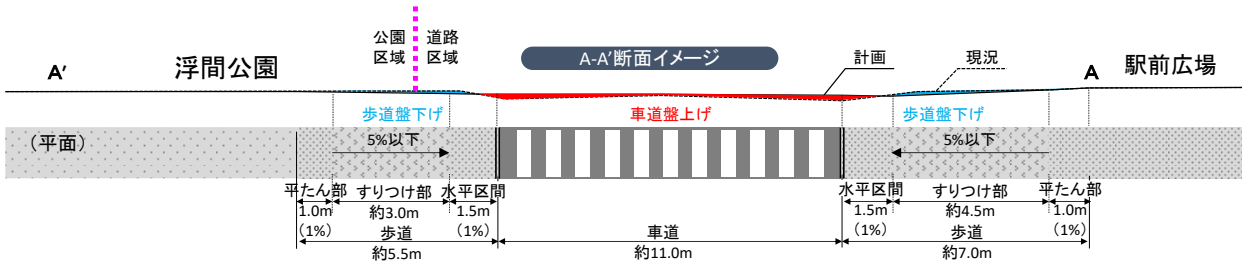 公園
区域
道路
区域
A-A’断面イメージ
A’
浮間公園
計画
現況
A
駅前広場
歩道盤下げ
車道盤上げ
歩道盤下げ
（平面）
5%以下
5%以下
平たん部
すりつけ部
水平区間
水平区間
すりつけ部
平たん部
1.0m
約3.0m
1.5m
1.5m
約4.5m
1.0m
（1%）
（1%）
（1%）
（1%）
歩道
車道
歩道
約5.5m
約11.0m
約7.0m